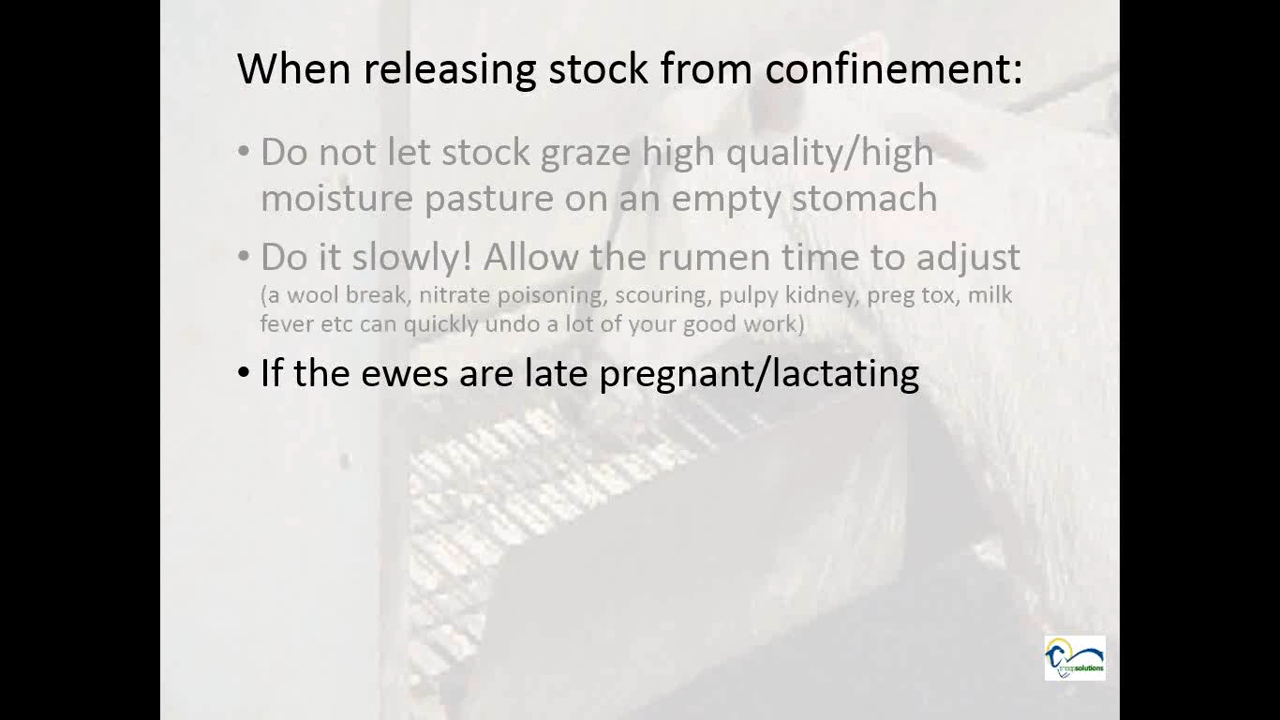 When releasing stock from confinement:
• Do not let stock graze high quality/high
moisture pasture on an empty stomach
• Do it slowly! Allow the rumen time to adjust
(a wool break, nitrate poisoning, scouring, pulpy kidney, preg tox, milk
fever etc can quickly undo a lot of your good work)
• If the ewes are late pregnant/lactating
solutions